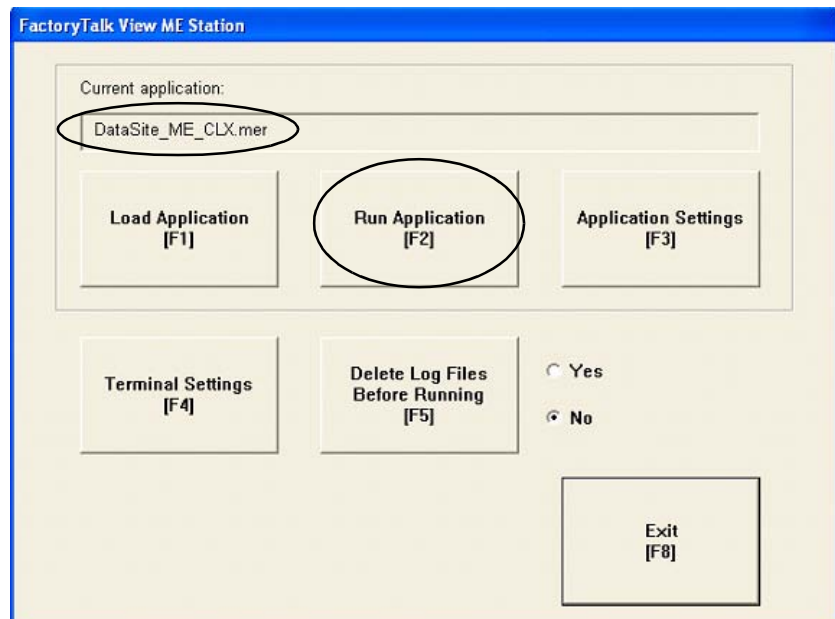 FactoryTalk View ME Station
Current application:
DataSite_ME_CLX.mer
Load Application
[F1]
Run Application
[F2]
Application Settings
[F3]
Terminal Settings
[F4]
Delete Log Files
Before Running
[F5]
Yes
No
Exit
[F8]